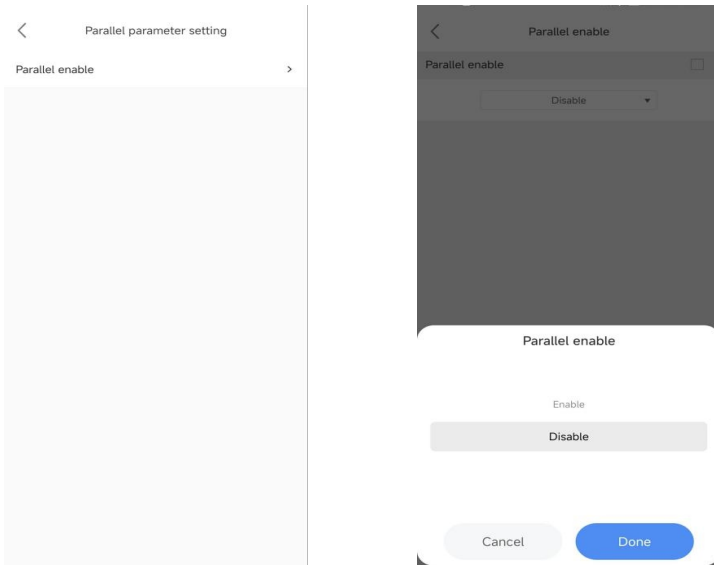 Parallel parameter setting
Parallel enable
Parallel enable
Parallel enable
Disable
Parallel enable
Enable
Disable
Cancel
Done